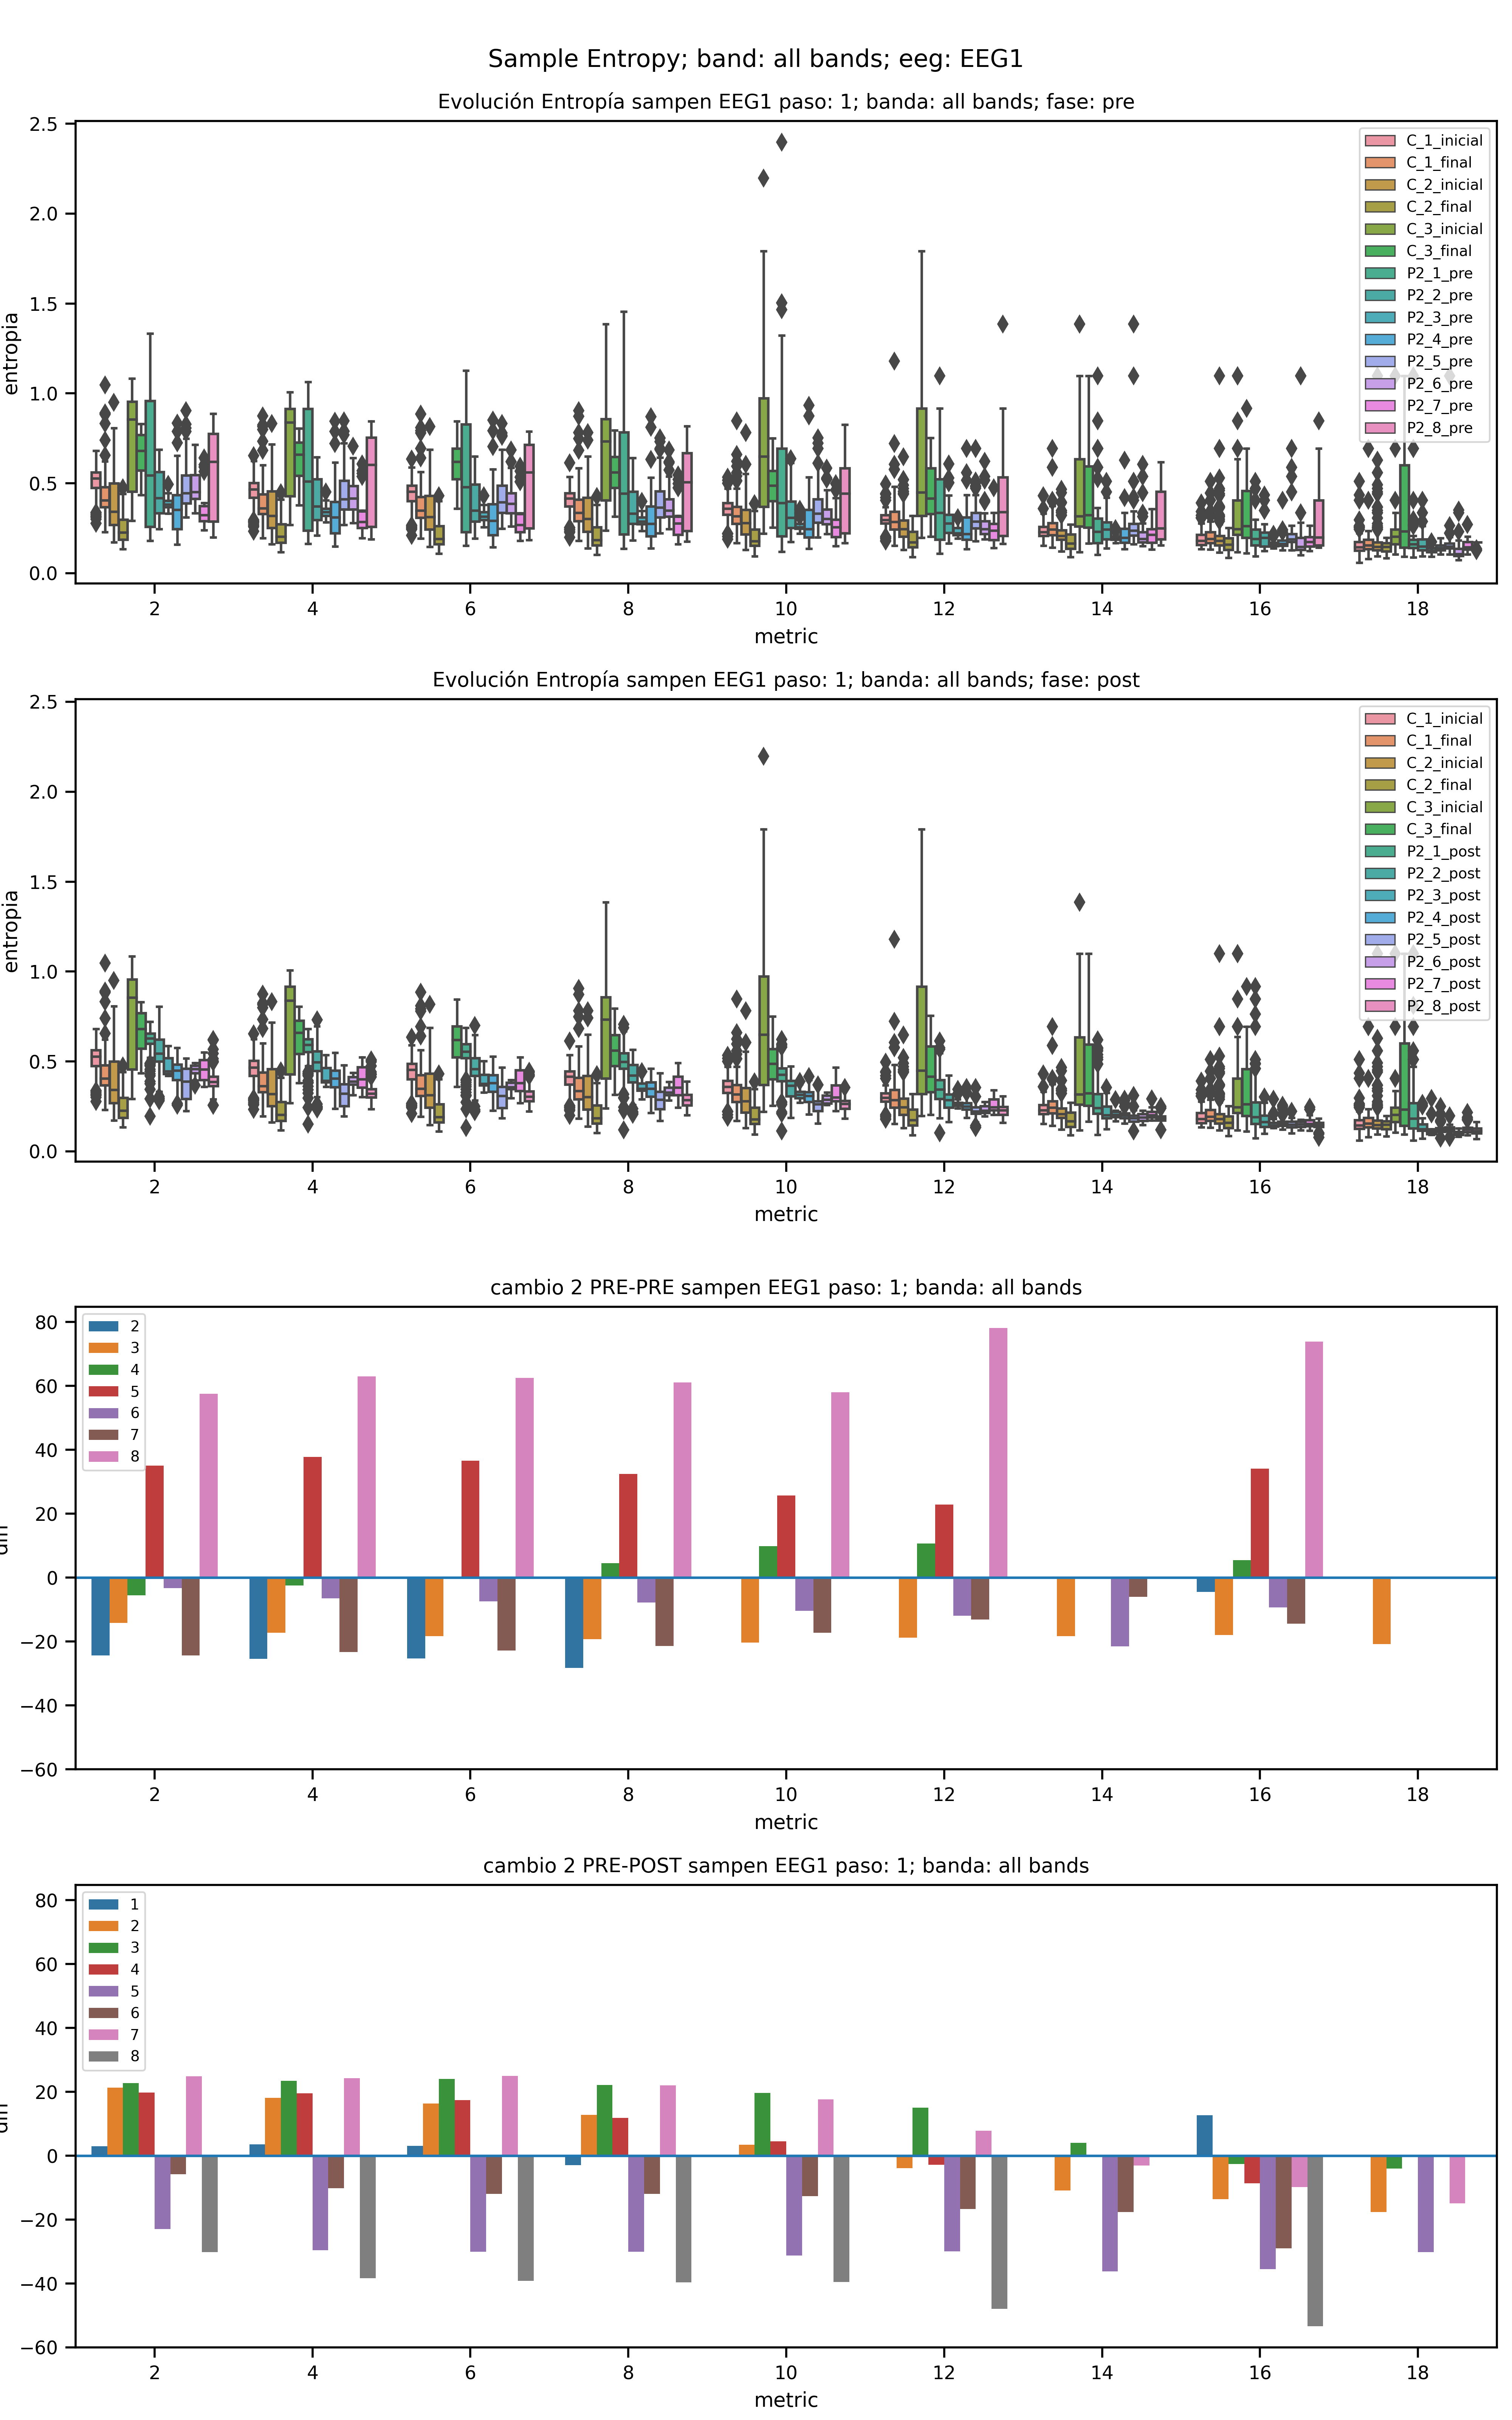 Sample Entropy; band: all bands; eeg: EEG1
Evolución Entropía sampen EEG1 paso: 1; banda: all bands; fase: pre
2.5
2.0
1.5
1.0
0.5
0.0
entropia
C_1_inicial
C_1_final
C_2_inicial
C_2_final
C_3_inicial
C_3_final
P2_1_pre
P2_2_pre
P2_3_pre
P2_4_pre
P2_5_pre
P2_6_pre
P2_7_pre
P2_8_pre
2 4 6 8 10 12 14 16 18
metric
Evolución Entropía sampen EEG1 paso: 1; banda: all bands; fase: post
2.5
2.0
1.5
1.0
0.5
0.0
entropia
C_1_inicial
C_1_final
C_2_inicial
C_2_final
C_3_inicial
C_3_final
P2_1_post
P2_2_post
P2_3_post
P2_4_post
P2_5_post
P2_6_post
P2_7_post
P2_8_post
2 4 6 8 10 12 14 16 18
metric
cambio 2 PRE-PRE sampen EEG1 paso: 1; banda: all bands
80
60
40
20
0
−20
−40
−60
2
3
4
5
6
7
8
2 4 6 8 10 12 14 16 18
metric
cambio 2 PRE-POST sampen EEG1 paso: 1; banda: all bands
80
60
40
20
0
−20
−40
−60
1
2
3
4
5
6
7
8
2 4 6 8 10 12 14 16 18
metric